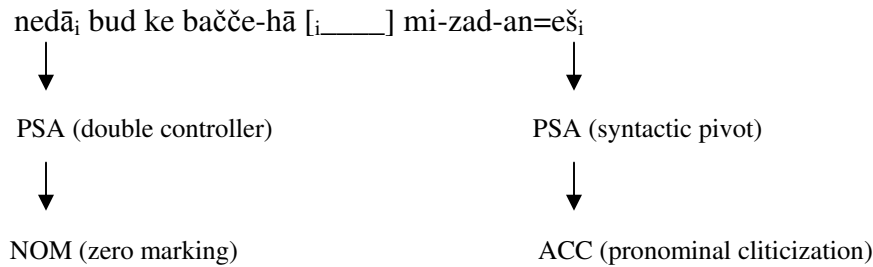 nedāᵢ bud ke bačče-hā [ᵢ____] mi-zad-an=ešᵢ
PSA (double controller) PSA (syntactic pivot)
NOM (zero marking) ACC (pronominal cliticization)